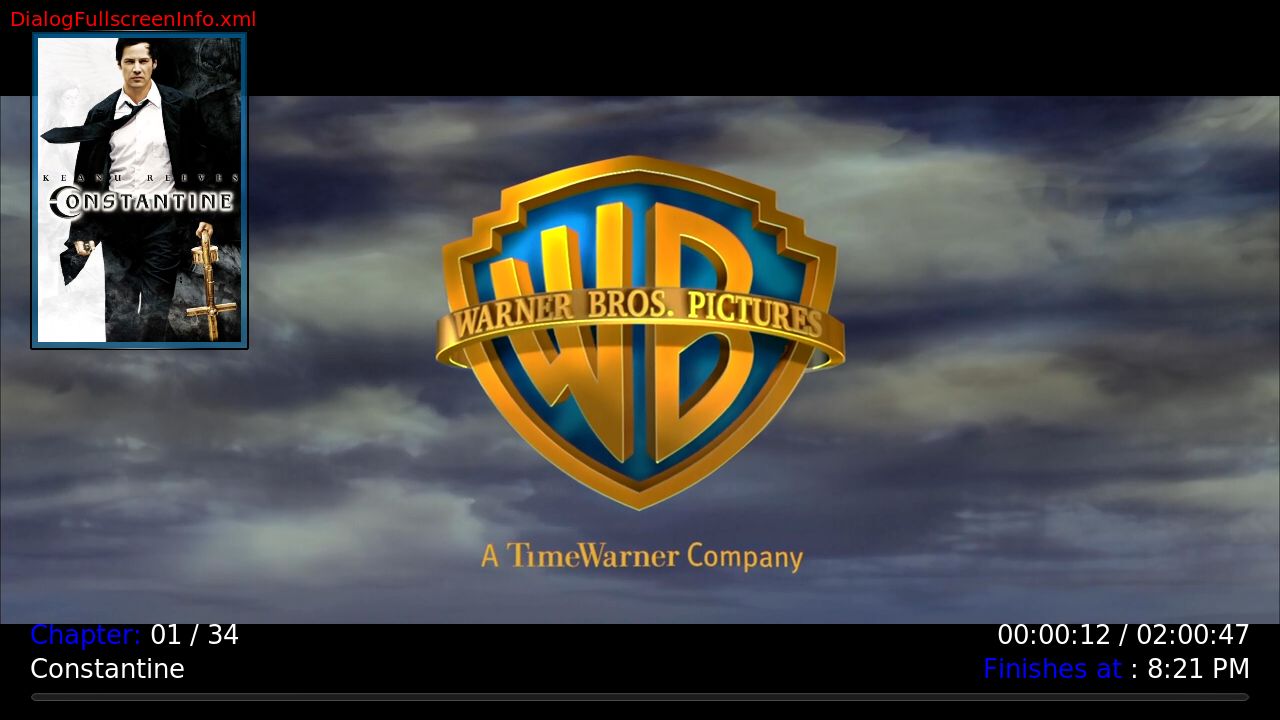 DialogFullscreenInfo.xml
KEANU REEVES
CONSTANTINE
WARNER BROS. PICTURES
A TimeWarner Company
Chapter: 01 / 34
00:00:12 / 02:00:47
Constantine
Finishes at : 8:21 PM